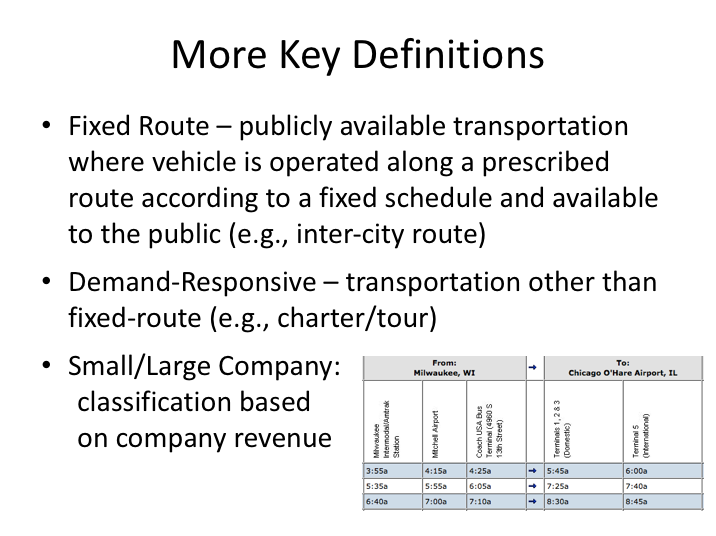 More Key Definitions
• Fixed Route – publicly available transportation
where vehicle is operated along a prescribed
route according to a fixed schedule and available
to the public (e.g., inter-city route)
• Demand-Responsive – transportation other than
fixed-route (e.g., charter/tour)
• Small/Large Company:
classification based
on company revenue
From:
Milwaukee, WI
→
To:
Chicago O'Hare Airport, IL
Milwaukee
Intermodal/Amtrak
Station
Mitchell Airport
Coach USA Bus
Terminal (4960 S
13th Street)
Terminals 1, 2 & 3
(Domestic)
Terminal 5
(International)
3:55a 4:15a 4:25a → 5:45a 6:00a
5:35a 5:55a 6:05a → 7:25a 7:40a
6:40a 7:00a 7:10a → 8:30a 8:45a